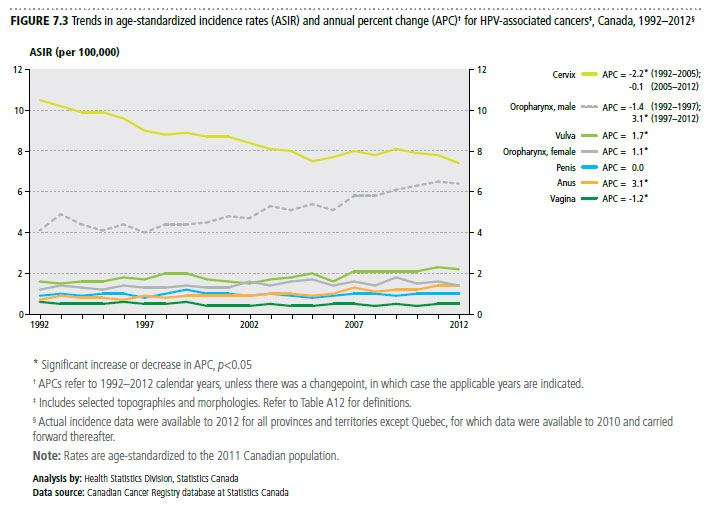 FIGURE 7.3 Trends in age-standardized incidence rates (ASIR) and annual percent change (APC)† for HPV-associated cancers‡, Canada, 1992–2012§
ASIR (per 100,000)
12
10
8
6
4
2
0
12
10
8
6
4
2
0
1992
1997
2002
2007
2012
Cervix APC = -2.2* (1992–2005);
-0.1 (2005–2012)
Oropharynx, male APC = -1.4 (1992–1997);
3.1* (1997–2012)
Vulva APC = 1.7*
Oropharynx, female APC = 1.1*
Penis APC = 0.0
Anus APC = 3.1*
Vagina APC = -1.2*
* Significant increase or decrease in APC, p<0.05
† APCs refer to 1992–2012 calendar years, unless there was a changepoint, in which case the applicable years are indicated.
‡ Includes selected topographies and morphologies. Refer to Table A12 for definitions.
§ Actual incidence data were available to 2012 for all provinces and territories except Quebec, for which data were available to 2010 and carried
forward thereafter.
Note: Rates are age-standardized to the 2011 Canadian population.
Analysis by: Health Statistics Division, Statistics Canada
Data source: Canadian Cancer Registry database at Statistics Canada